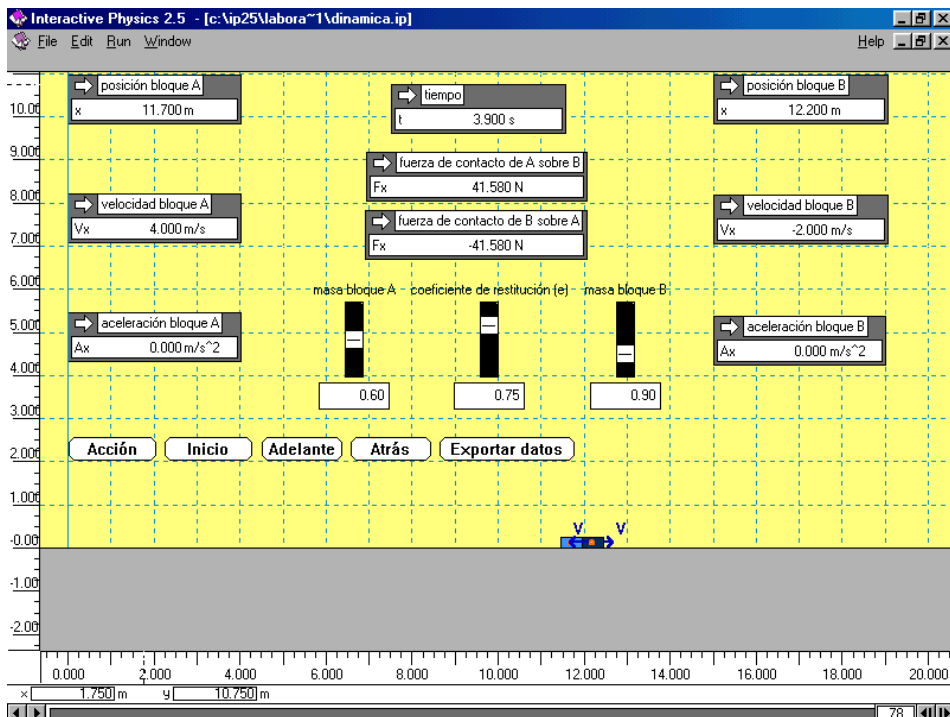 Interactive Physics 2.5 - [c:\ip25\labora~1\dinamica.ip]
File Edit Run Window Help
posición bloque A
x 11.700 m
tiempo
t 3.900 s
posición bloque B
x 12.200 m
fuerza de contacto de A sobre B
Fx 41.580 N
velocidad bloque A
Vx 4.000 m/s
fuerza de contacto de B sobre A
Fx -41.580 N
velocidad bloque B
Vx -2.000 m/s
masa bloque A coeficiente de restitución (e) masa bloque B
aceleración bloque A
Ax 0.000 m/s^2
aceleración bloque B
Ax 0.000 m/s^2
0.60 0.75 0.90
Acción Inicio Adelante Atrás Exportar datos
V V
10.00
9.000
8.000
7.000
6.000
5.000
4.000
3.000
2.000
1.000
-0.00
-1.00
-2.00
0.000 2.000 4.000 6.000 8.000 10.000 12.000 14.000 16.000 18.000 20.000
x 1.750 m y 10.750 m
78